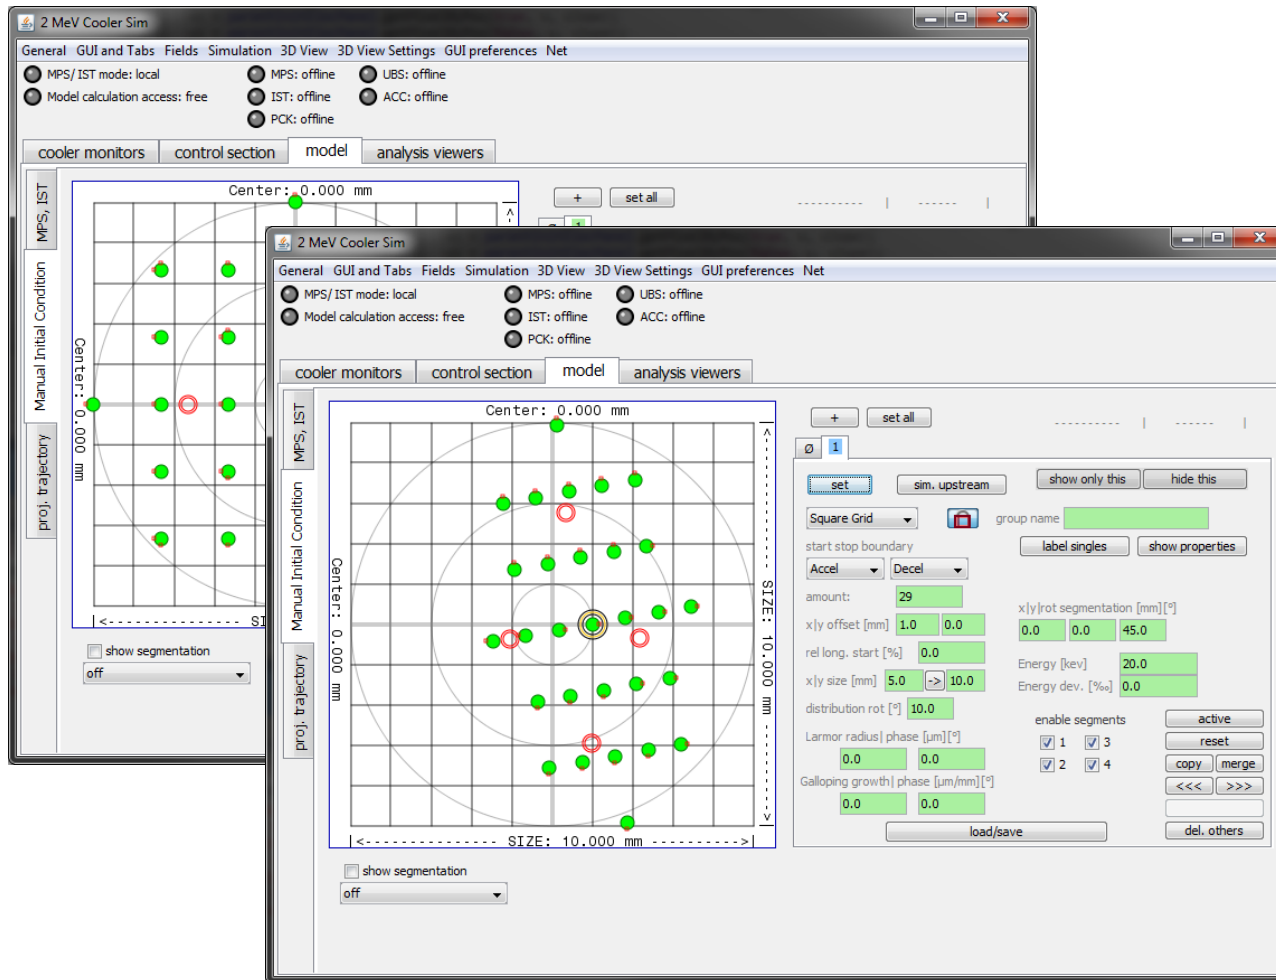 2 MeV Cooler Sim
General GUI and Tabs Fields Simulation 3D View 3D View Settings GUI preferences Net
MPS/IST mode: local MPS: offline UBS: offline
Model calculation access: free IST: offline ACC: offline
PCK: offline
cooler monitors control section model analysis viewers
MPS, IST
Manual Initial Condition
proj. trajectory
Center: 0.000 mm
Center: 0.000 mm
+ set all
show segmentation
off
2 MeV Cooler Sim
General GUI and Tabs Fields Simulation 3D View 3D View Settings GUI preferences Net
MPS/IST mode: local MPS: offline UBS: offline
Model calculation access: free IST: offline ACC: offline
PCK: offline
cooler monitors control section model analysis viewers
MPS, IST
Manual Initial Condition
proj. trajectory
Center: 0.000 mm
Center: 0.000 mm
SIZE: 10.000 mm
|<--------------- SIZE: 10.000 mm ---------->|
show segmentation
off
+ set all
---------- | ------ |
Ø 1
set sim. upstream show only this hide this
Square Grid group name
start stop boundary label singles show properties
Accel Decel
amount: 29
x|y|rot segmentation [mm][°]
x|y offset [mm] 1.0 0.0 0.0 0.0 45.0
rel long. start [%] 0.0
Energy [kev] 20.0
x|y size [mm] 5.0 -> 10.0
Energy dev. [‰] 0.0
distribution rot [°] 10.0
enable segments active
Larmor radius| phase [µm][°] 1 3 reset
0.0 0.0 2 4 copy merge
Galloping growth| phase [µm/mm][°] <<< >>>
0.0 0.0
load/save del. others